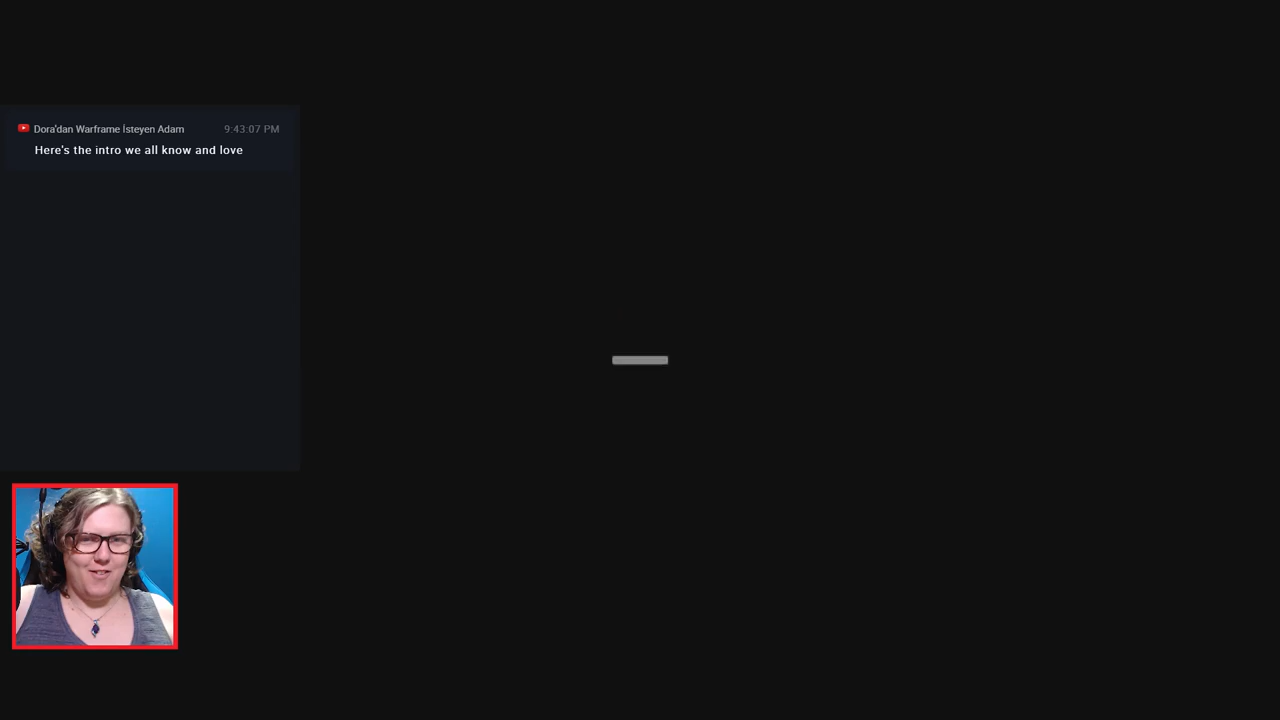 Dora'dan Warframe İsteyen Adam 9:43:07 PM
Here's the intro we all know and love